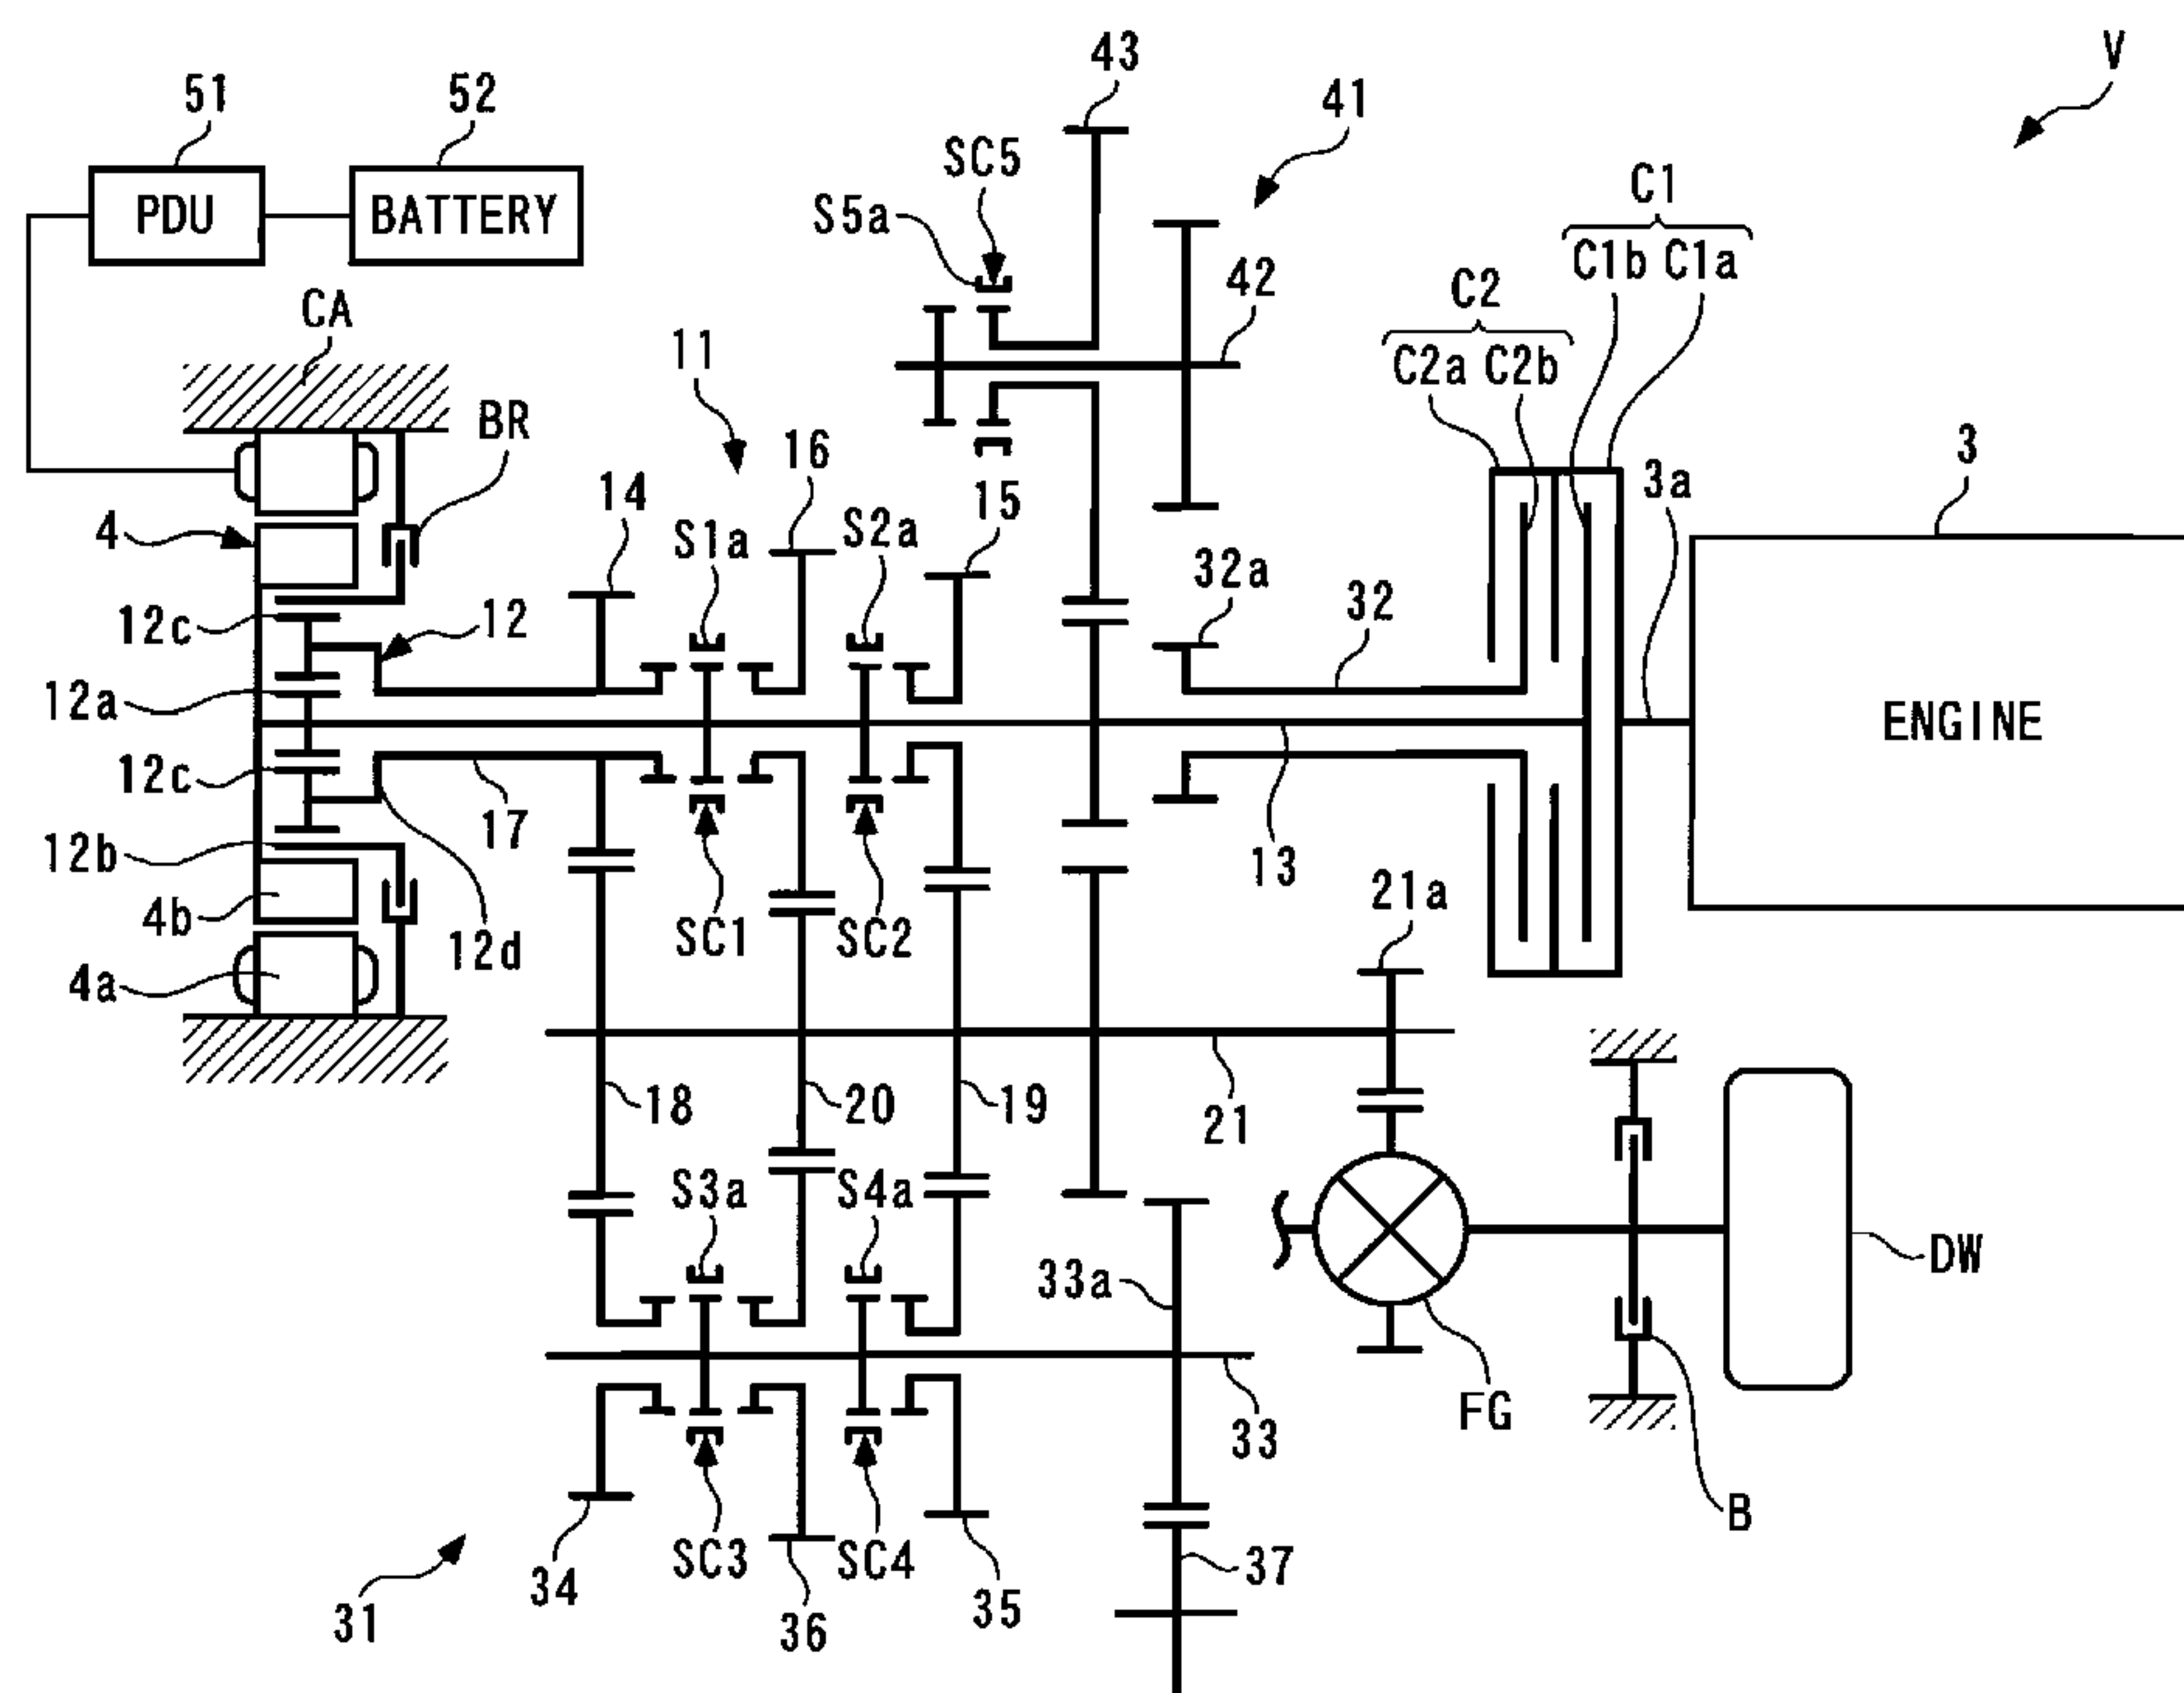 43
V
51
52
41
SC5
C1
PDU
BATTERY
S5a
C1b C1a
42
C2
CA
11
C2a C2b
BR
16
3
14
15
3a
4
S1a
S2a
32a
12c
12
32
12a
ENGINE
12c
17
12b
13
21a
4b
SC1
SC2
12d
4a
18
20
19
21
S3a
S4a
33a
DW
FG
33
B
SC3
SC4
37
34
35
31
36